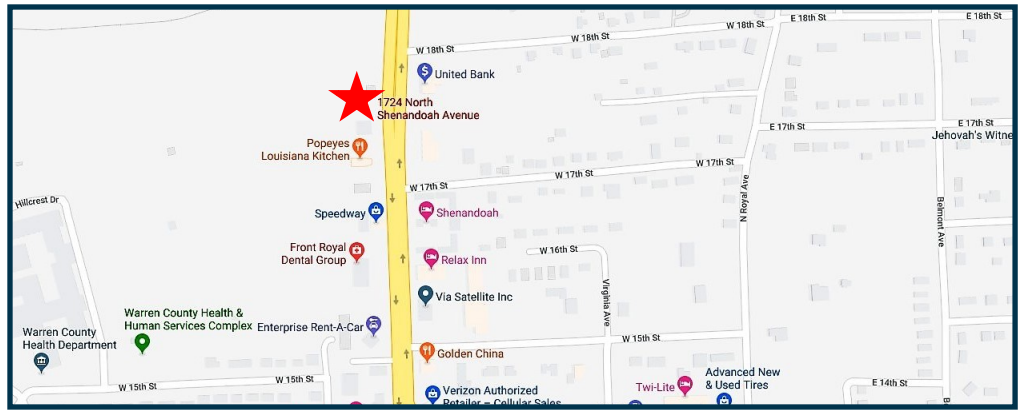 E 18th St
E 18th St
W 18th St
W 18th St
W 18th St
United Bank
1724 North
Shenandoah Avenue
Popeyes
Louisiana Kitchen
E 17th St
E 17th St
Jehovah's Witne
W 17th St
W 17th St
W 17th St
N Royal Ave
Belmont Ave
Hillcrest Dr
Speedway
Shenandoah
Front Royal
Dental Group
Relax Inn
W 16th St
Virginia Ave
Via Satellite Inc
Warren County Health &
Human Services Complex
Enterprise Rent-A-Car
Warren County
Health Department
W 15th St
Golden China
W 15th St
W 15th St
Twi-Lite
Advanced New
& Used Tires
E 14th St
Verizon Authorized
Retailer – Cellular Sales